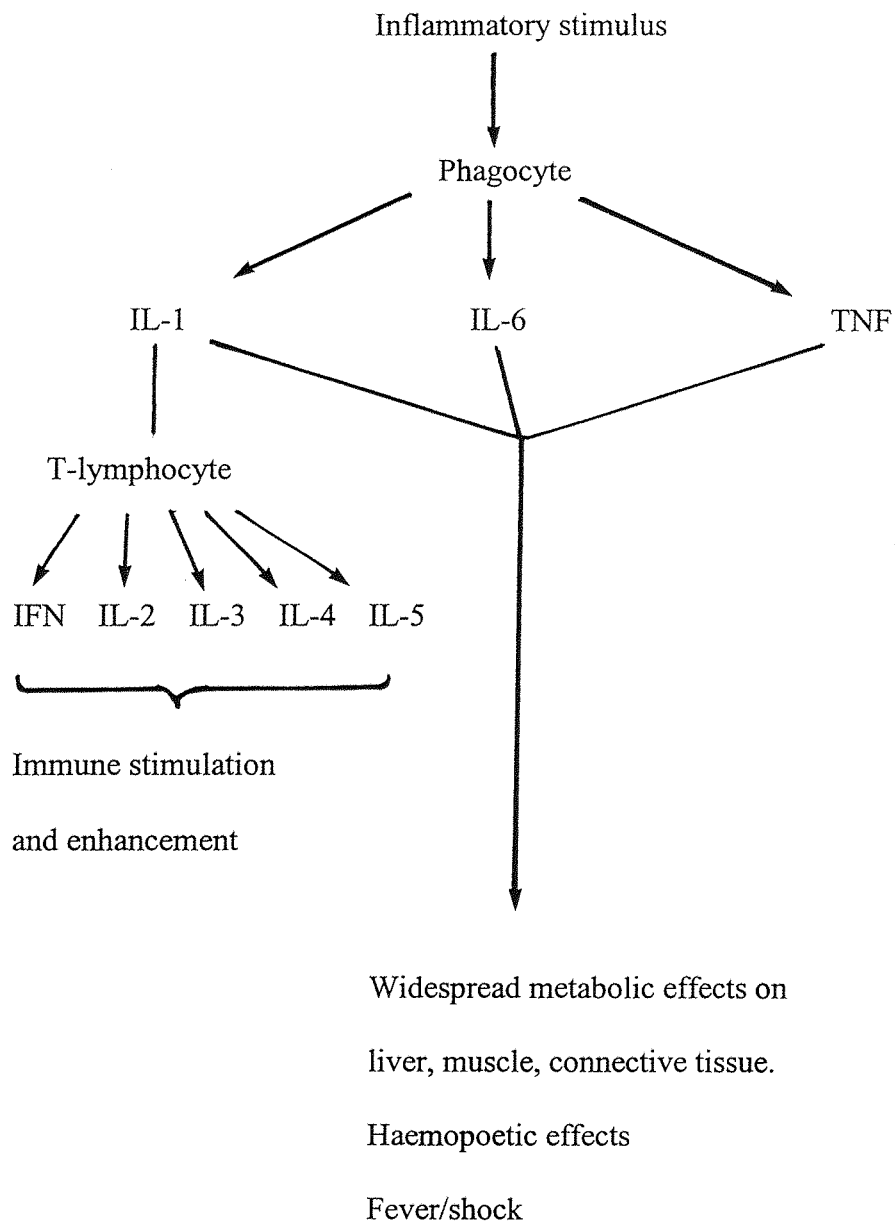 Inflammatory stimulus
Phagocyte
IL-1 IL-6 TNF
T-lymphocyte
IFN IL-2 IL-3 IL-4 IL-5
Immune stimulation
and enhancement
Widespread metabolic effects on
liver, muscle, connective tissue.
Haemopoetic effects
Fever/shock